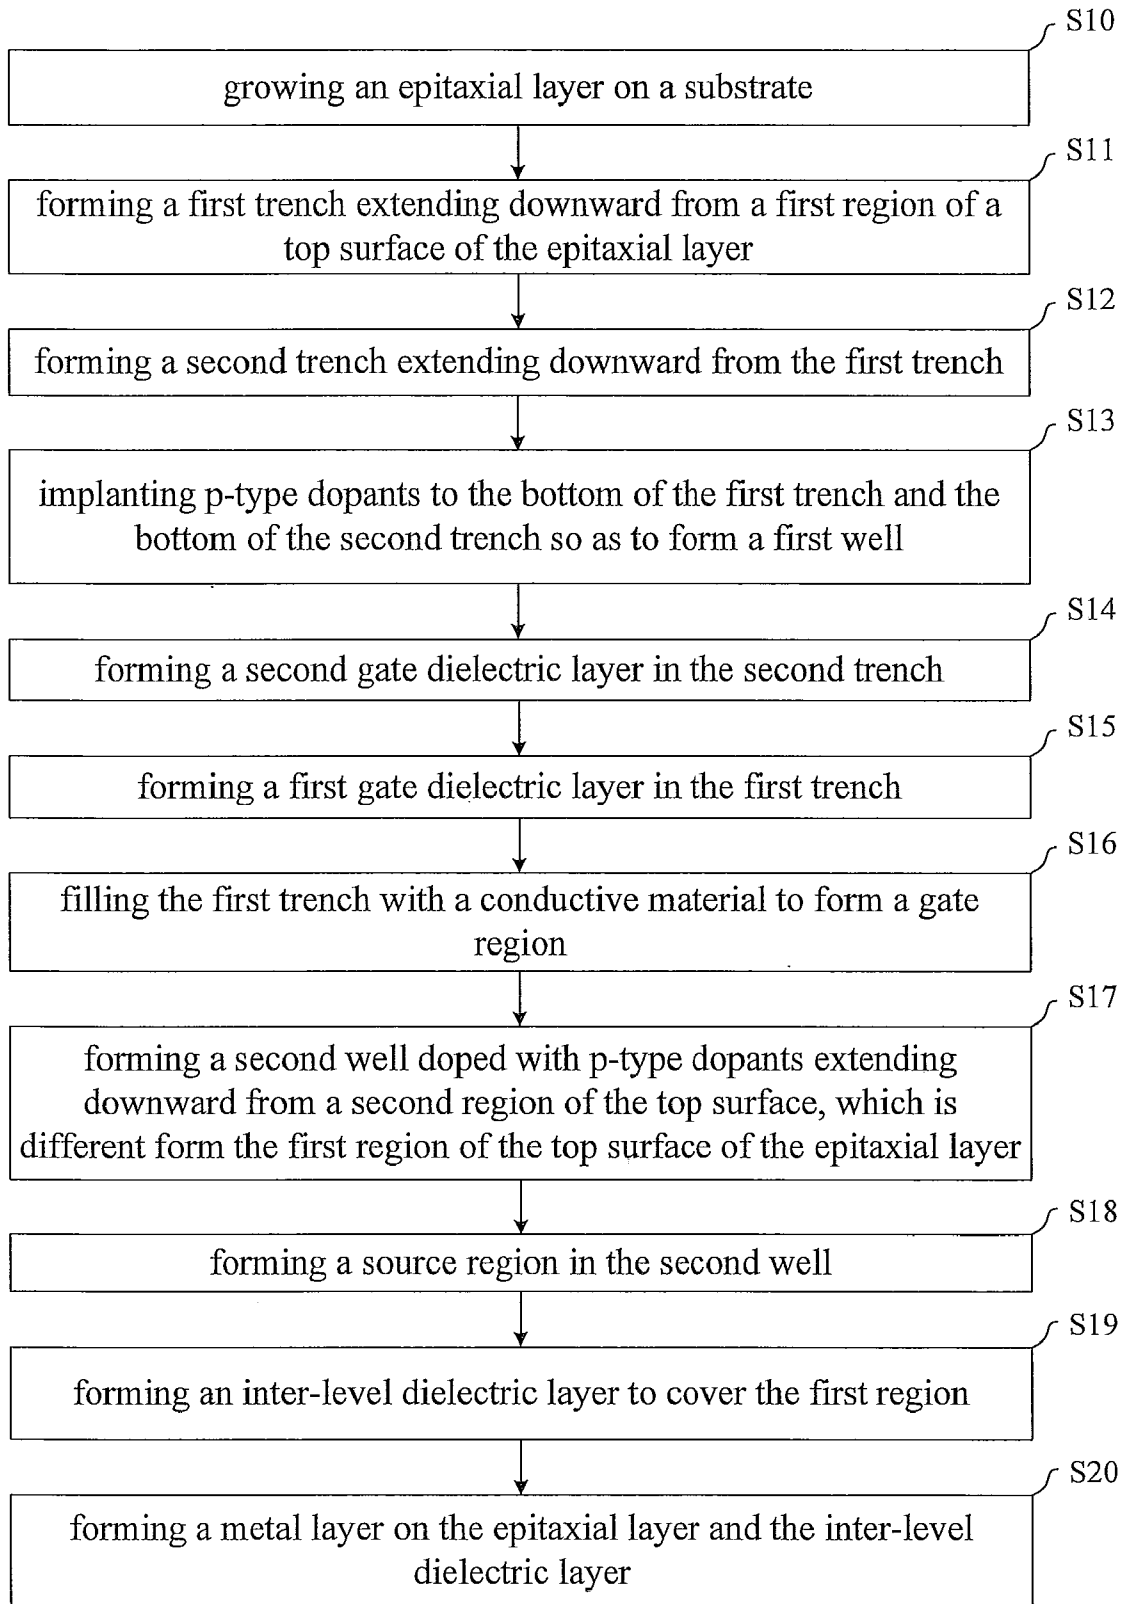 S10
growing an epitaxial layer on a substrate
S11
forming a first trench extending downward from a first region of a
top surface of the epitaxial layer
S12
forming a second trench extending downward from the first trench
S13
implanting p-type dopants to the bottom of the first trench and the
bottom of the second trench so as to form a first well
S14
forming a second gate dielectric layer in the second trench
S15
forming a first gate dielectric layer in the first trench
S16
filling the first trench with a conductive material to form a gate
region
S17
forming a second well doped with p-type dopants extending
downward from a second region of the top surface, which is
different form the first region of the top surface of the epitaxial layer
S18
forming a source region in the second well
S19
forming an inter-level dielectric layer to cover the first region
S20
forming a metal layer on the epitaxial layer and the inter-level
dielectric layer